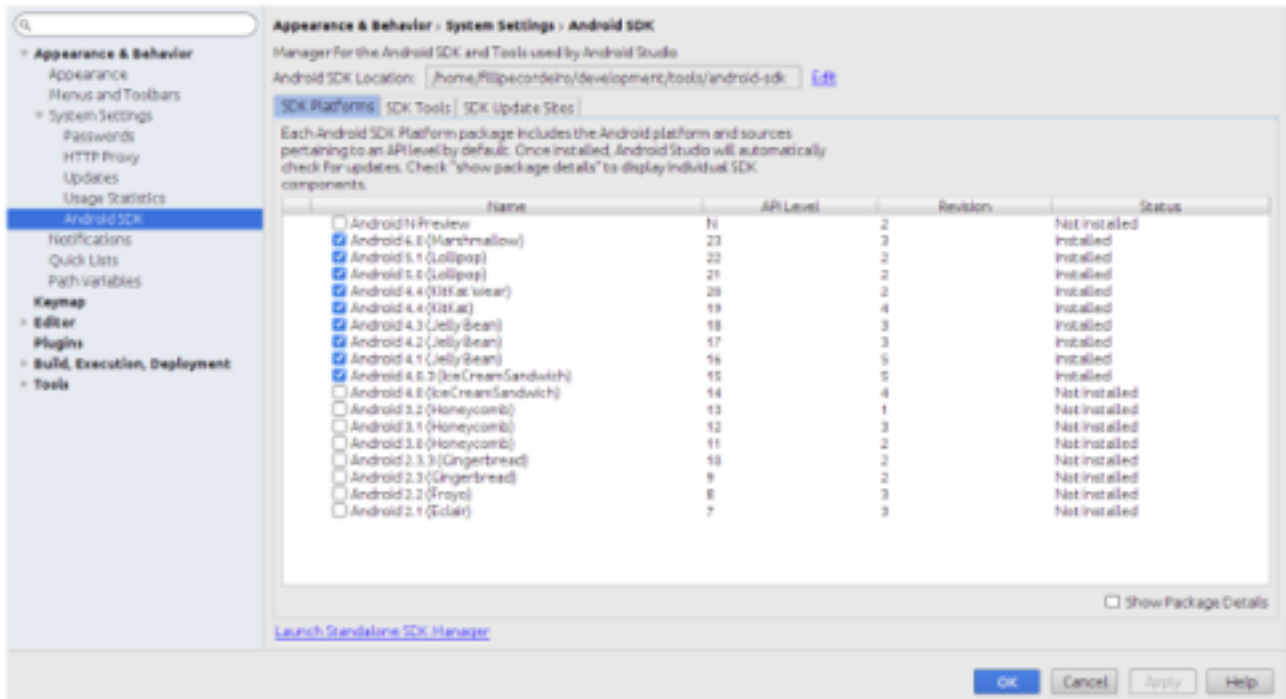 Appearance & Behavior
Appearance
Menus and Toolbars
System Settings
Passwords
HTTP Proxy
Updates
Usage Statistics
Android SDK
Notifications
Quick Lists
Path Variables
Keymap
Editor
Plugins
Build, Execution, Deployment
Tools
Appearance & Behavior › System Settings › Android SDK
Manager for the Android SDK and Tools used by Android Studio
Android SDK Location: /home/fillipecordeiro/development/tools/android-sdk Edit
SDK Platforms SDK Tools SDK Update Sites
Each Android SDK Platform package includes the Android platform and sources
pertaining to an API level by default. Once installed, Android Studio will automatically
check for updates. Check "show package details" to display individual SDK
components.
Name API Level Revision Status
Android N Preview N 2 Not installed
Android 6.0 (Marshmallow) 23 3 Installed
Android 5.1 (Lollipop) 22 2 Installed
Android 5.0 (Lollipop) 21 2 Installed
Android 4.4 (KitKat Wear) 20 2 Installed
Android 4.4 (KitKat) 19 4 Installed
Android 4.3 (Jelly Bean) 18 3 Installed
Android 4.2 (Jelly Bean) 17 3 Installed
Android 4.1 (Jelly Bean) 16 5 Installed
Android 4.0.3 (IceCreamSandwich) 15 5 Installed
Android 4.0 (IceCreamSandwich) 14 4 Not installed
Android 3.2 (Honeycomb) 13 1 Not installed
Android 3.1 (Honeycomb) 12 3 Not installed
Android 3.0 (Honeycomb) 11 2 Not installed
Android 2.3.3 (Gingerbread) 10 2 Not installed
Android 2.3 (Gingerbread) 9 2 Not installed
Android 2.2 (Froyo) 8 3 Not installed
Android 2.1 (Eclair) 7 3 Not installed
Show Package Details
Launch Standalone SDK Manager
OK Cancel Apply Help